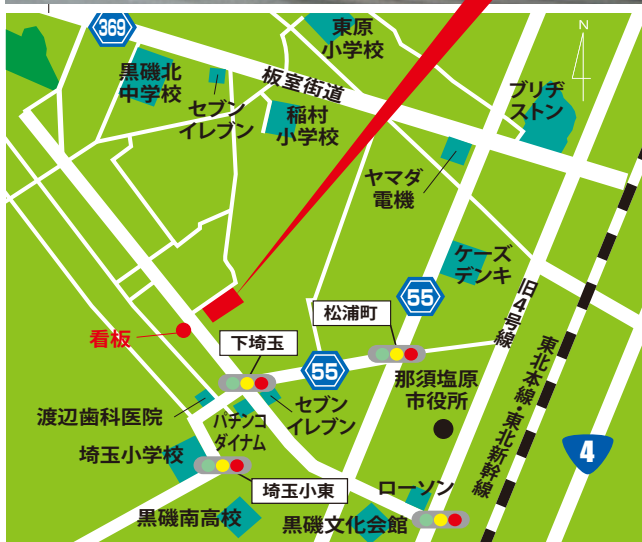 369
東原
小学校
N
黒磯北
中学校
セブン
イレブン
板室街道
稲村
小学校
ブリヂ
ストン
ヤマダ
電機
ケーズ
デンキ
55
旧4号線
松浦町
看板
下埼玉
55
東北本線・東北新幹線
那須塩原
市役所
渡辺歯科医院
パチンコ
ダイナム
セブン
イレブン
4
埼玉小学校
埼玉小東
ローソン
黒磯南高校
黒磯文化会館